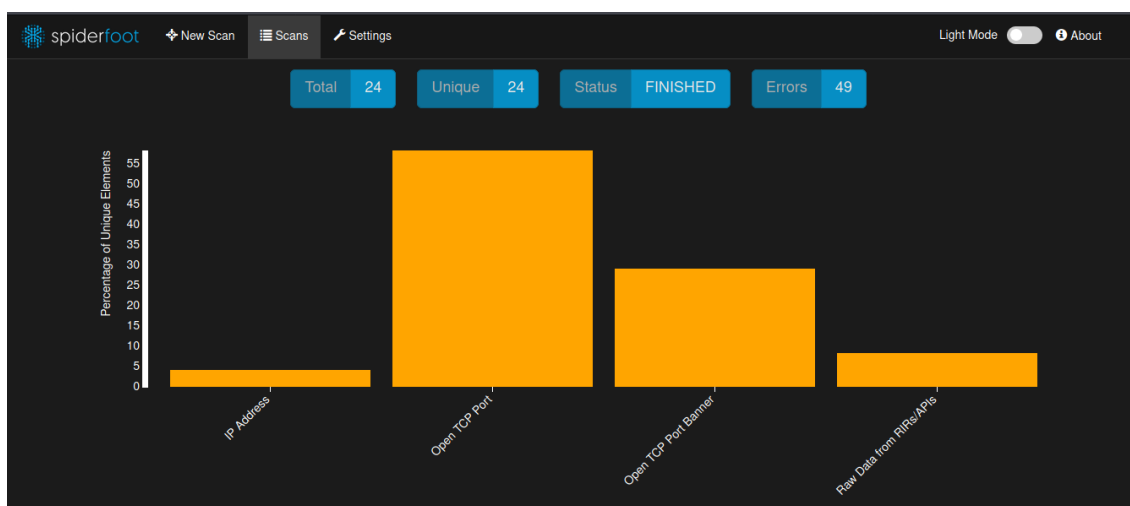 spiderfoot New Scan Scans Settings Light Mode About
Total 24 Unique 24 Status FINISHED Errors 49
Percentage of Unique Elements
55
50
45
40
35
30
25
20
15
10
5
0
IP Address
Open TCP Port
Open TCP Port Banner
Raw Data from RIRs/APIs